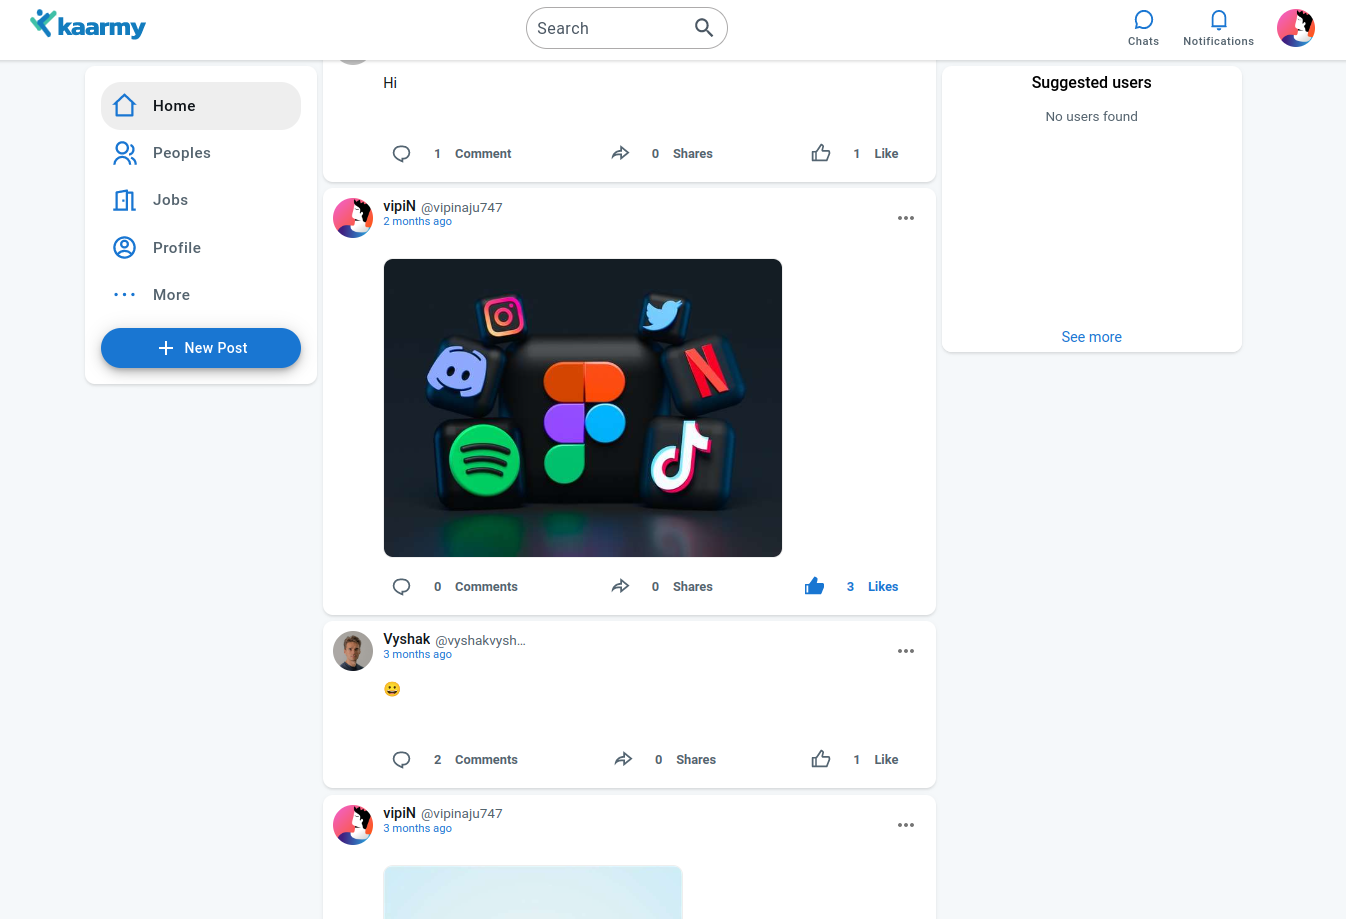 kaarmy
Search
Chats
Notifications
Home
Peoples
Jobs
Profile
More
New Post
Hi
1 Comment
0 Shares
1 Like
vipiN @vipinaju747
2 months ago
0 Comments
0 Shares
3 Likes
Vyshak @vyshakvysh...
3 months ago
😀
2 Comments
0 Shares
1 Like
vipiN @vipinaju747
3 months ago
Suggested users
No users found
See more